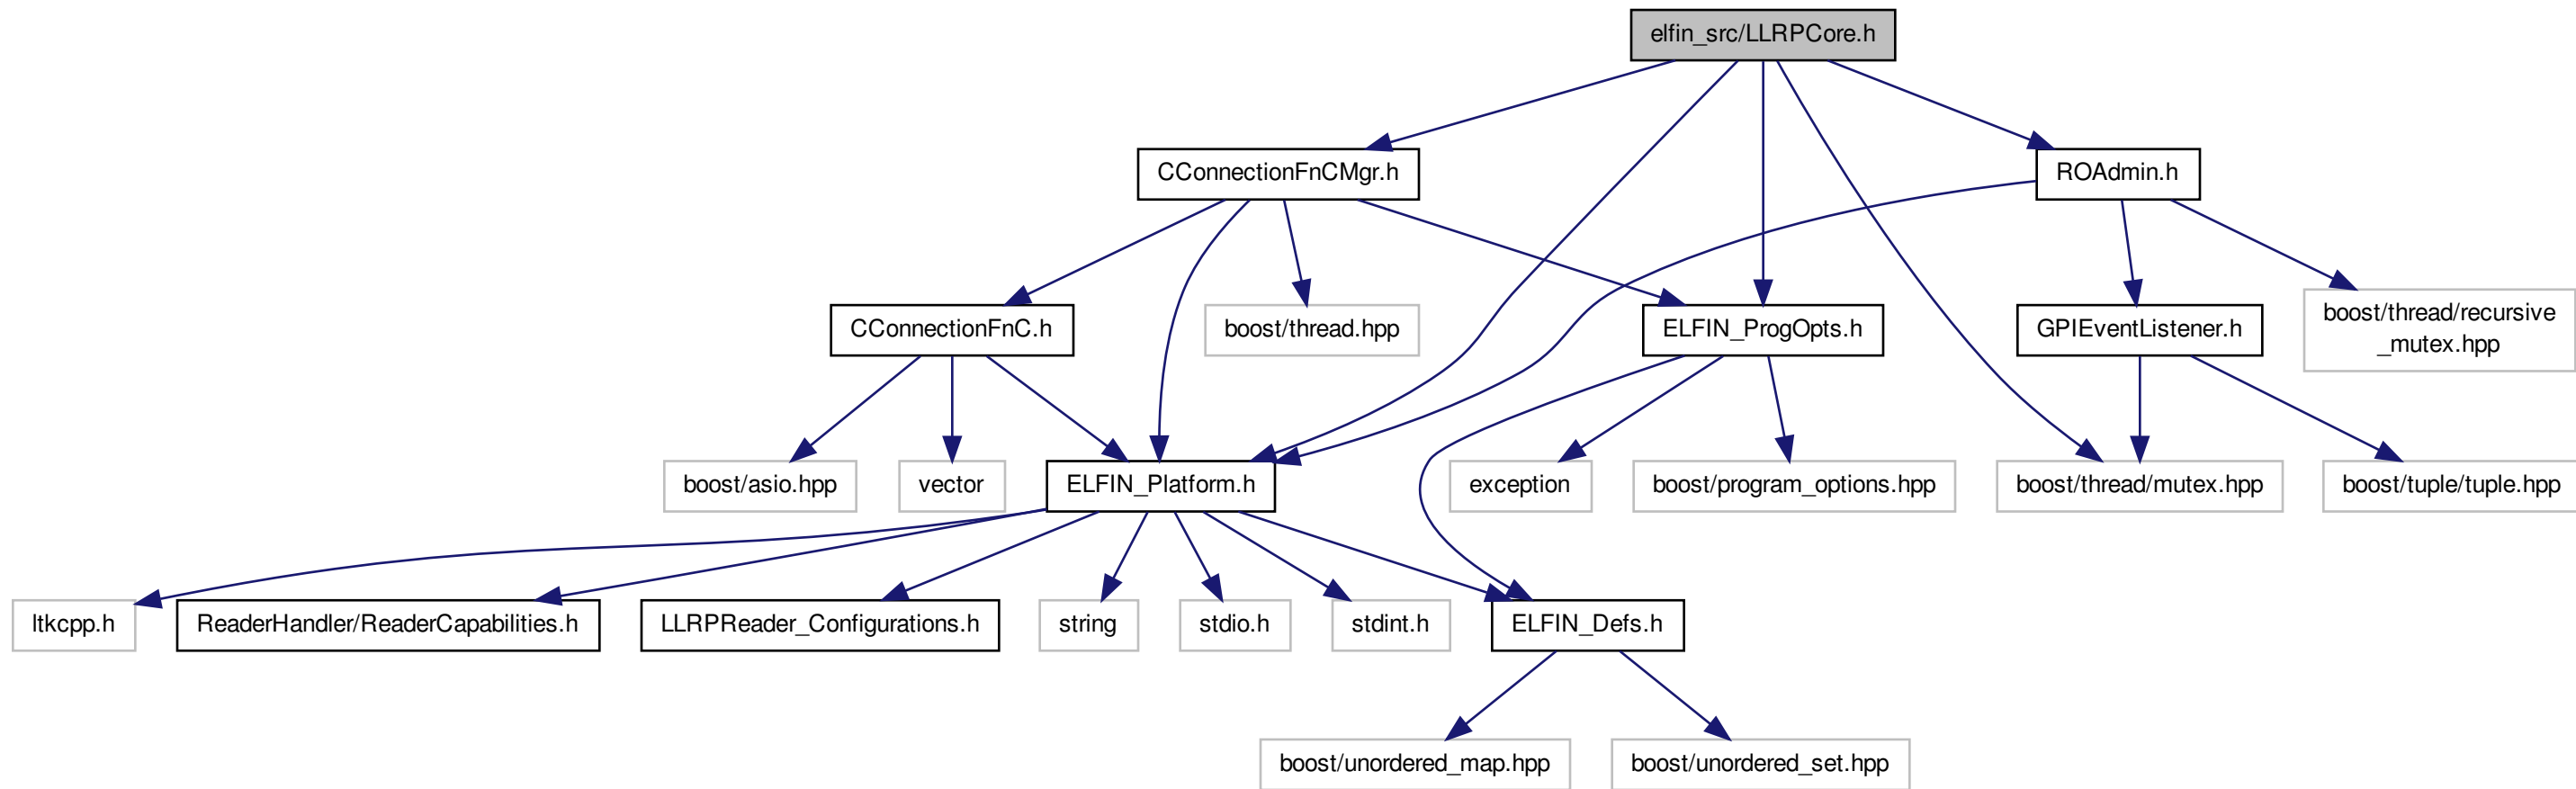 elfin_src/LLRPCore.h
CConnectionFnCMgr.h
ROAdmin.h
CConnectionFnC.h
boost/thread.hpp
ELFIN_ProgOpts.h
GPIEventListener.h
boost/thread/recursive
_mutex.hpp
boost/asio.hpp
vector
ELFIN_Platform.h
exception
boost/program_options.hpp
boost/thread/mutex.hpp
boost/tuple/tuple.hpp
ltkcpp.h
ReaderHandler/ReaderCapabilities.h
LLRPReader_Configurations.h
string
stdio.h
stdint.h
ELFIN_Defs.h
boost/unordered_map.hpp
boost/unordered_set.hpp